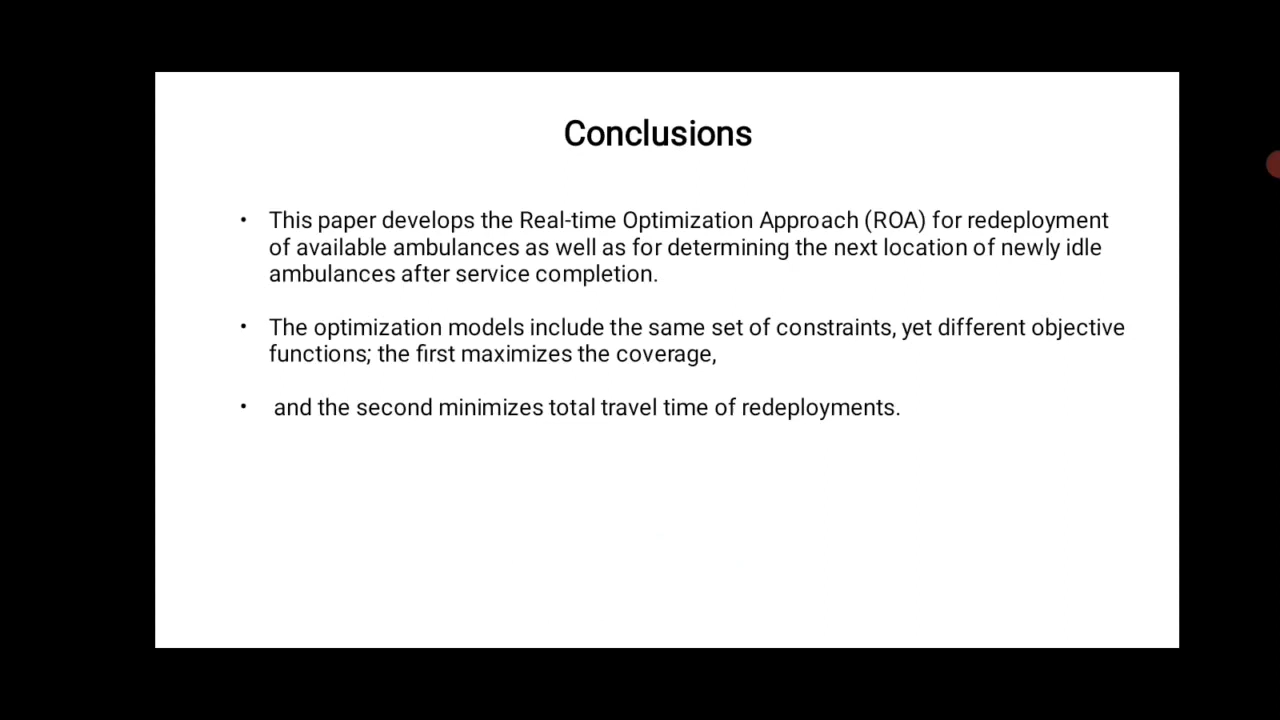 Conclusions
• This paper develops the Real-time Optimization Approach (ROA) for redeployment
of available ambulances as well as for determining the next location of newly idle
ambulances after service completion.
• The optimization models include the same set of constraints, yet different objective
functions; the first maximizes the coverage,
• and the second minimizes total travel time of redeployments.